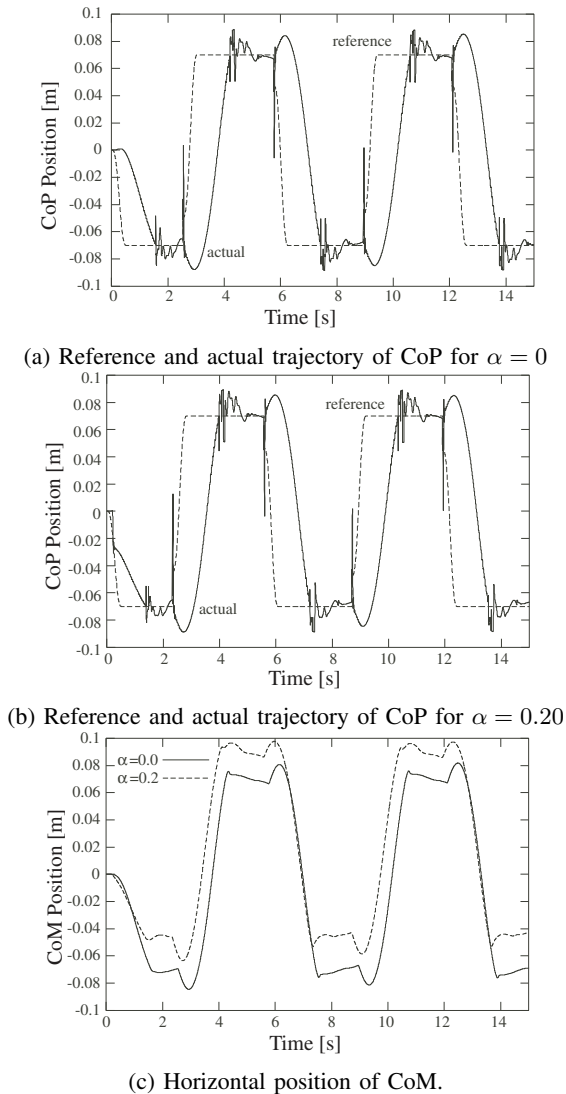 0.1
0.08
0.06
0.04
0.02
0
-0.02
-0.04
-0.06
-0.08
-0.1
CoP Position [m]
reference
actual
0 2 4 6 8 10 12 14
Time [s]
(a) Reference and actual trajectory of CoP for α = 0
0.1
0.08
0.06
0.04
0.02
0
-0.02
-0.04
-0.06
-0.08
-0.1
CoP Position [m]
reference
actual
0 2 4 6 8 10 12 14
Time [s]
(b) Reference and actual trajectory of CoP for α = 0.20
0.1
0.08
0.06
0.04
0.02
0
-0.02
-0.04
-0.06
-0.08
-0.1
CoM Position [m]
α=0.0
α=0.2
0 2 4 6 8 10 12 14
Time [s]
(c) Horizontal position of CoM.